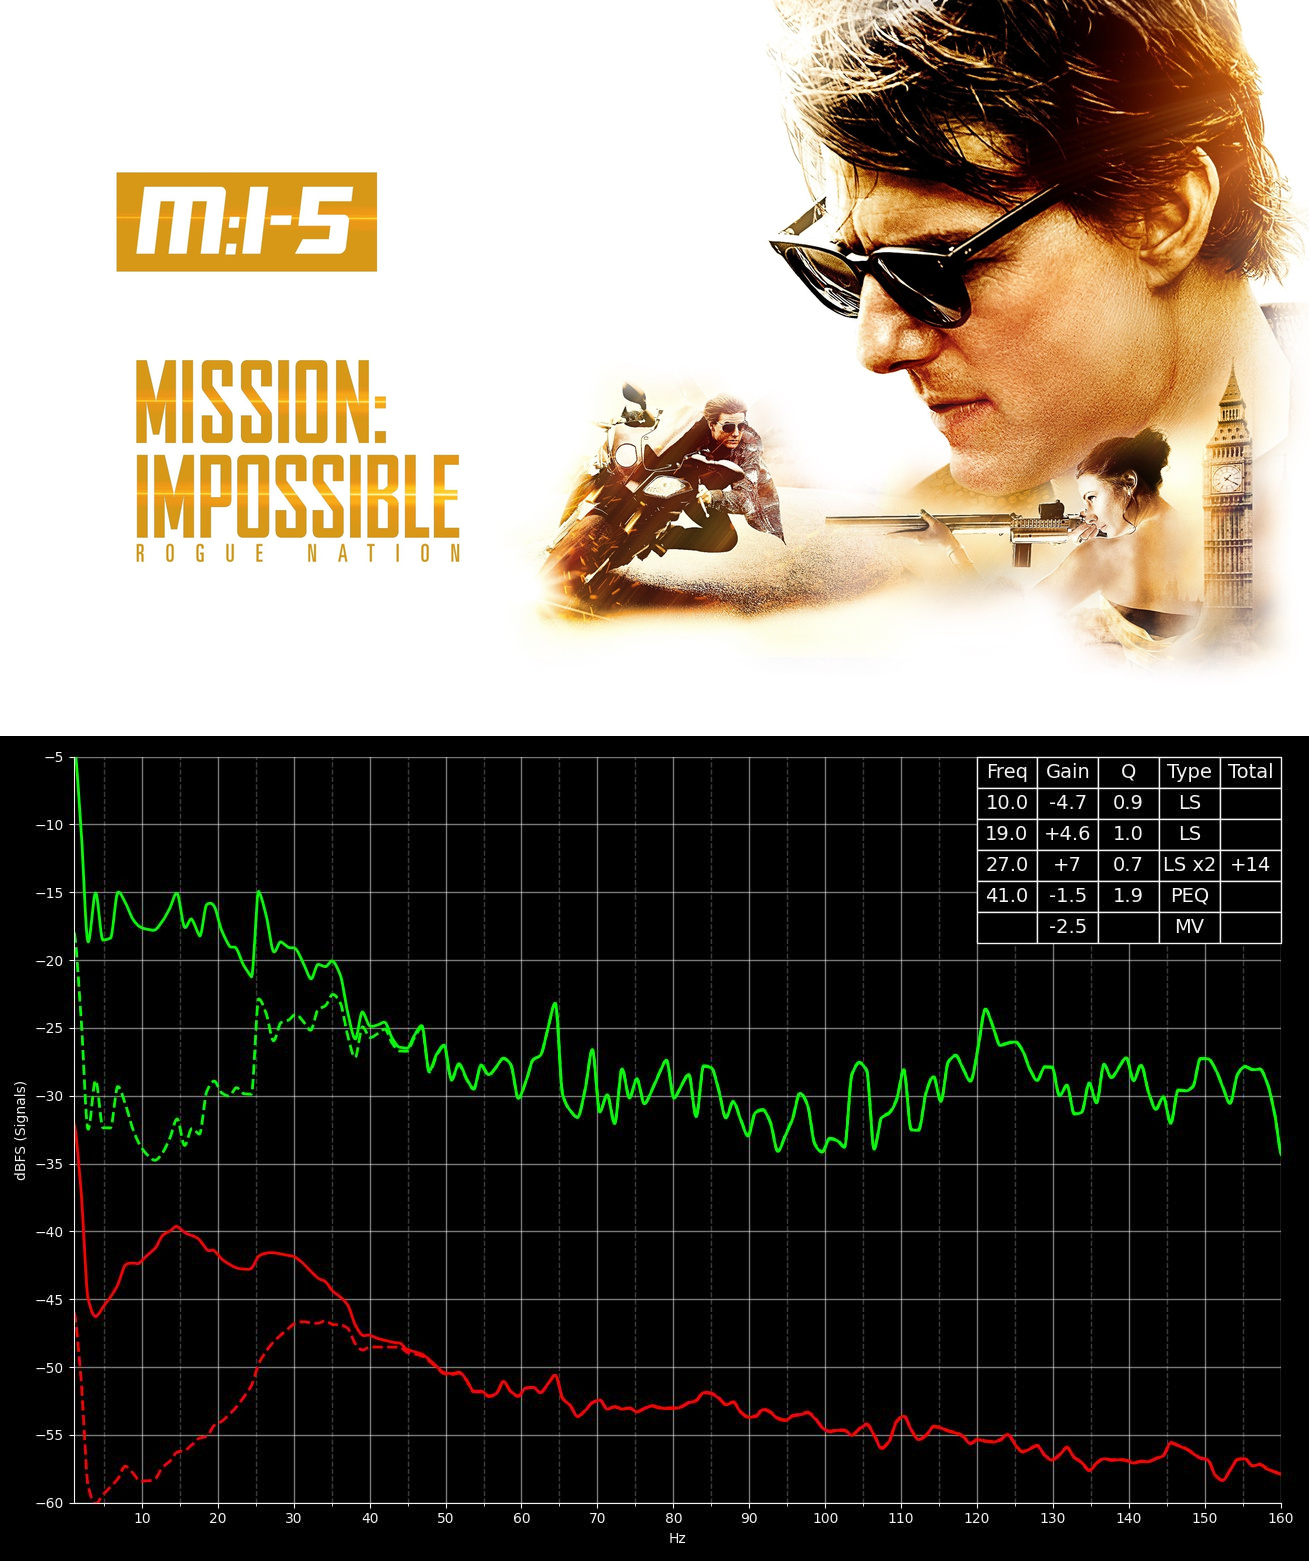 M:I-5
MISSION:
IMPOSSIBLE
ROGUE NATION
Freq Gain Q Type Total
10.0 -4.7 0.9 LS
19.0 +4.6 1.0 LS
27.0 +7 0.7 LS x2 +14
41.0 -1.5 1.9 PEQ
-2.5 MV
−5
−10
−15
−20
−25
−30
−35
−40
−45
−50
−55
−60
dBFS (Signals)
10 20 30 40 50 60 70 80 90 100 110 120 130 140 150 160
Hz